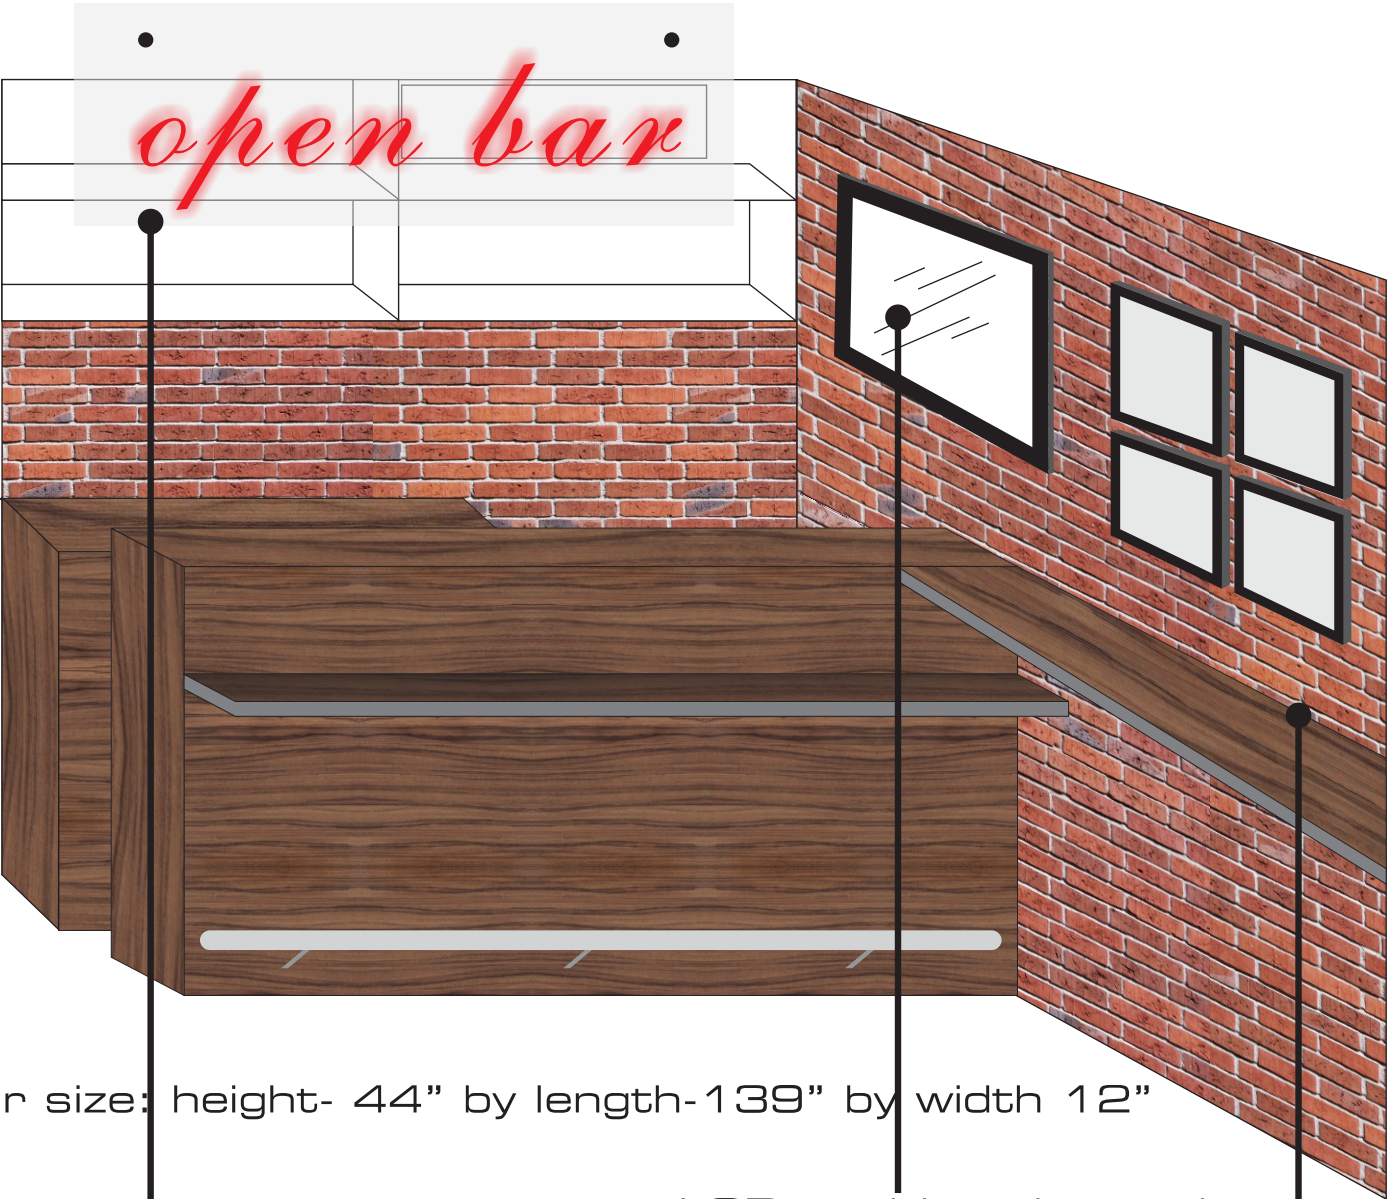 open bar
r size: height- 44” by length-139” by width 12”